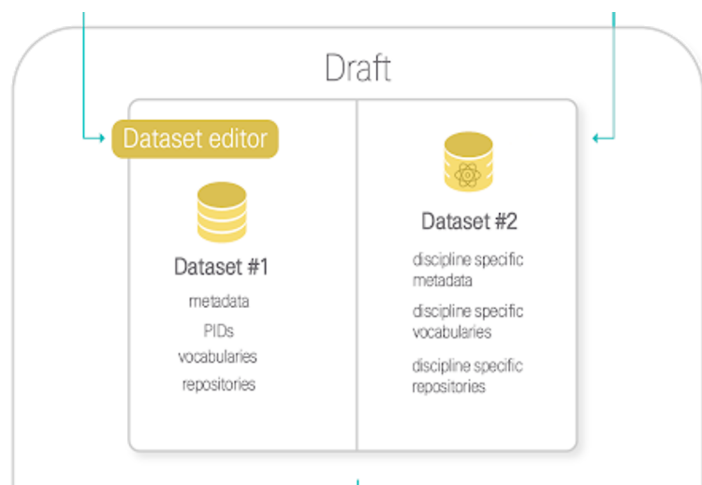 Draft
Dataset editor
Dataset #1
metadata
PIDs
vocabularies
repositories
Dataset #2
discipline specific
metadata
discipline specific
vocabularies
discipline specific
repositories